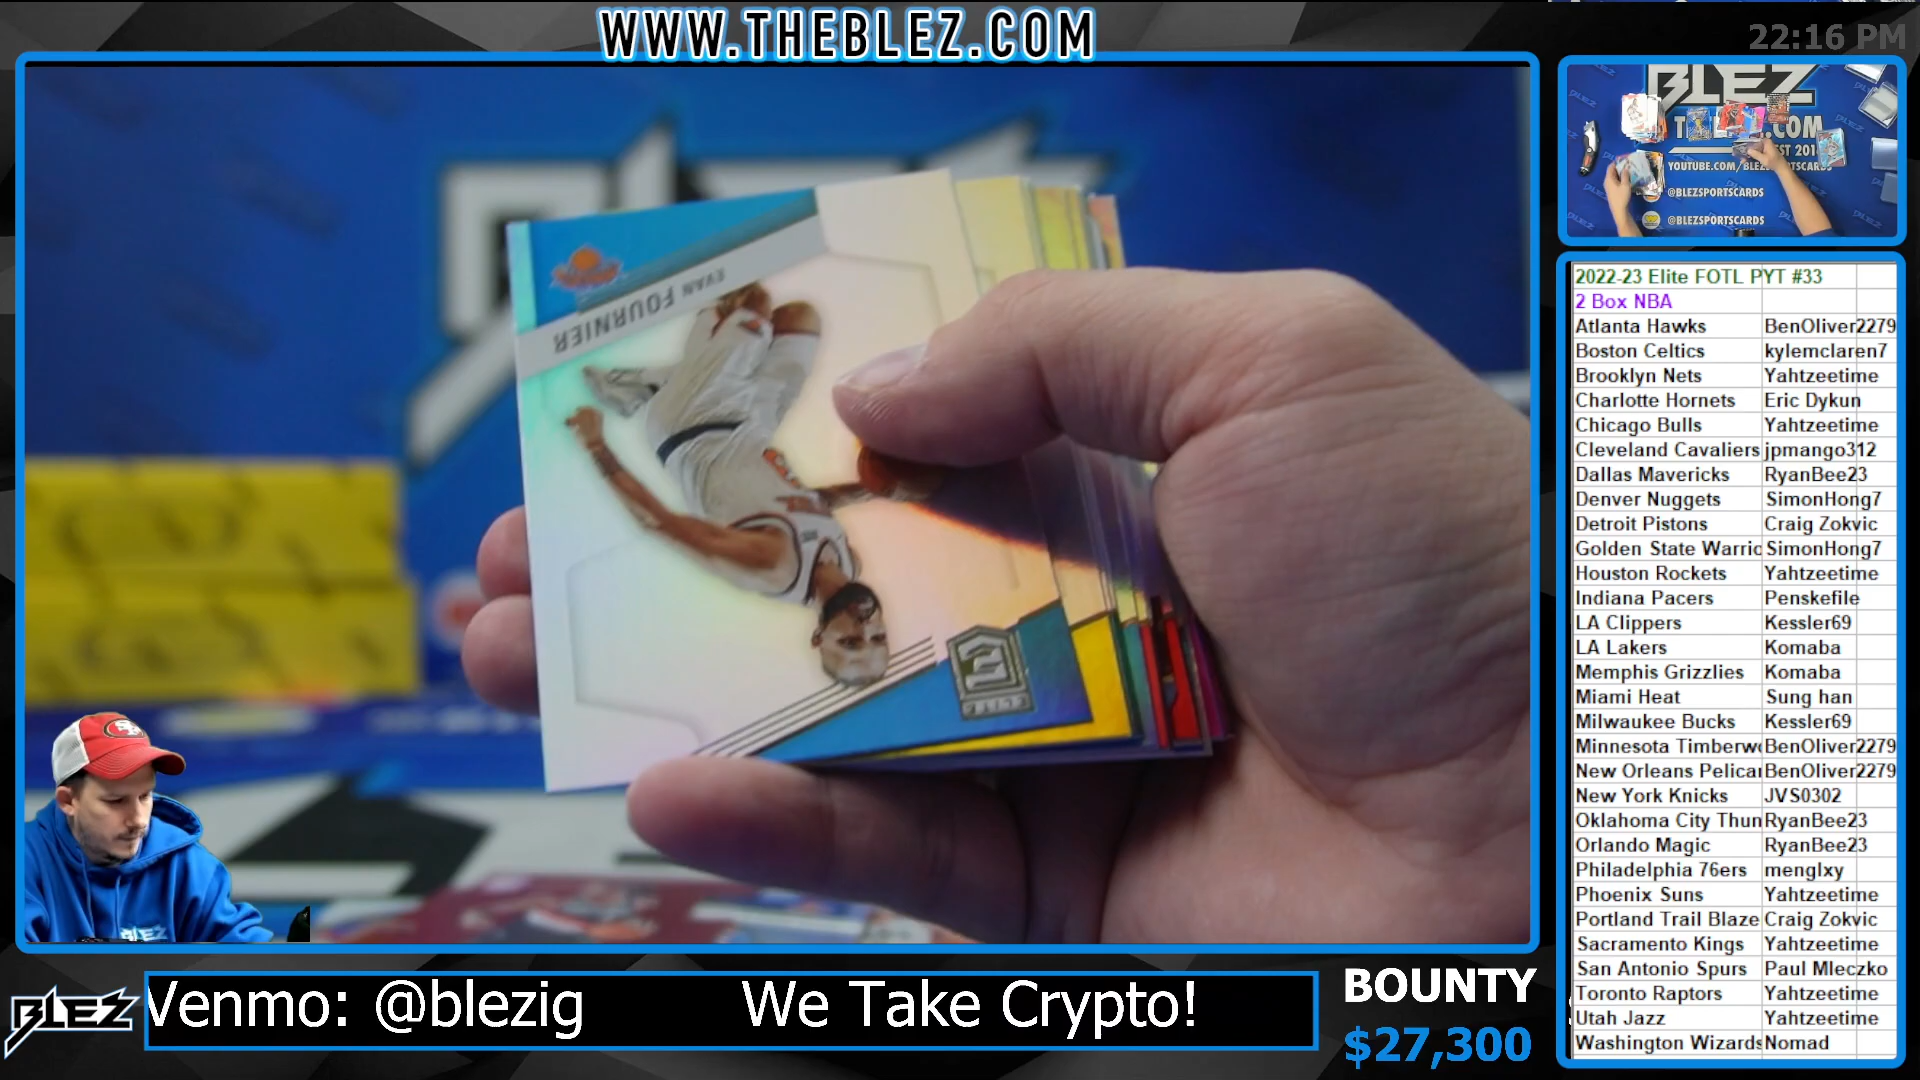 WWW.THEBLEZ.COM
22:16 PM
BLEZ
YOUTUBE.COM/BLEZSPORTSCARDS
@BLEZSPORTSCARDS
@BLEZSPORTSCARDS
EVAN FOURNIER
ELITE
2022-23 Elite FOTL PYT #33
2 Box NBA
Atlanta Hawks BenOliver2279
Boston Celtics kylemclaren7
Brooklyn Nets Yahtzeetime
Charlotte Hornets Eric Dykun
Chicago Bulls Yahtzeetime
Cleveland Cavaliers jpmango312
Dallas Mavericks RyanBee23
Denver Nuggets SimonHong7
Detroit Pistons Craig Zokvic
Golden State Warric SimonHong7
Houston Rockets Yahtzeetime
Indiana Pacers Penskefile
LA Clippers Kessler69
LA Lakers Komaba
Memphis Grizzlies Komaba
Miami Heat Sung han
Milwaukee Bucks Kessler69
Minnesota Timberw BenOliver2279
New Orleans Pelica BenOliver2279
New York Knicks JVS0302
Oklahoma City Thun RyanBee23
Orlando Magic RyanBee23
Philadelphia 76ers menglxy
Phoenix Suns Yahtzeetime
Portland Trail Blaze Craig Zokvic
Sacramento Kings Yahtzeetime
San Antonio Spurs Paul Mleczko
Toronto Raptors Yahtzeetime
Utah Jazz Yahtzeetime
Washington Wizards Nomad
BLEZ
BLEZ
Venmo: @blezig We Take Crypto!
BOUNTY
$27,300